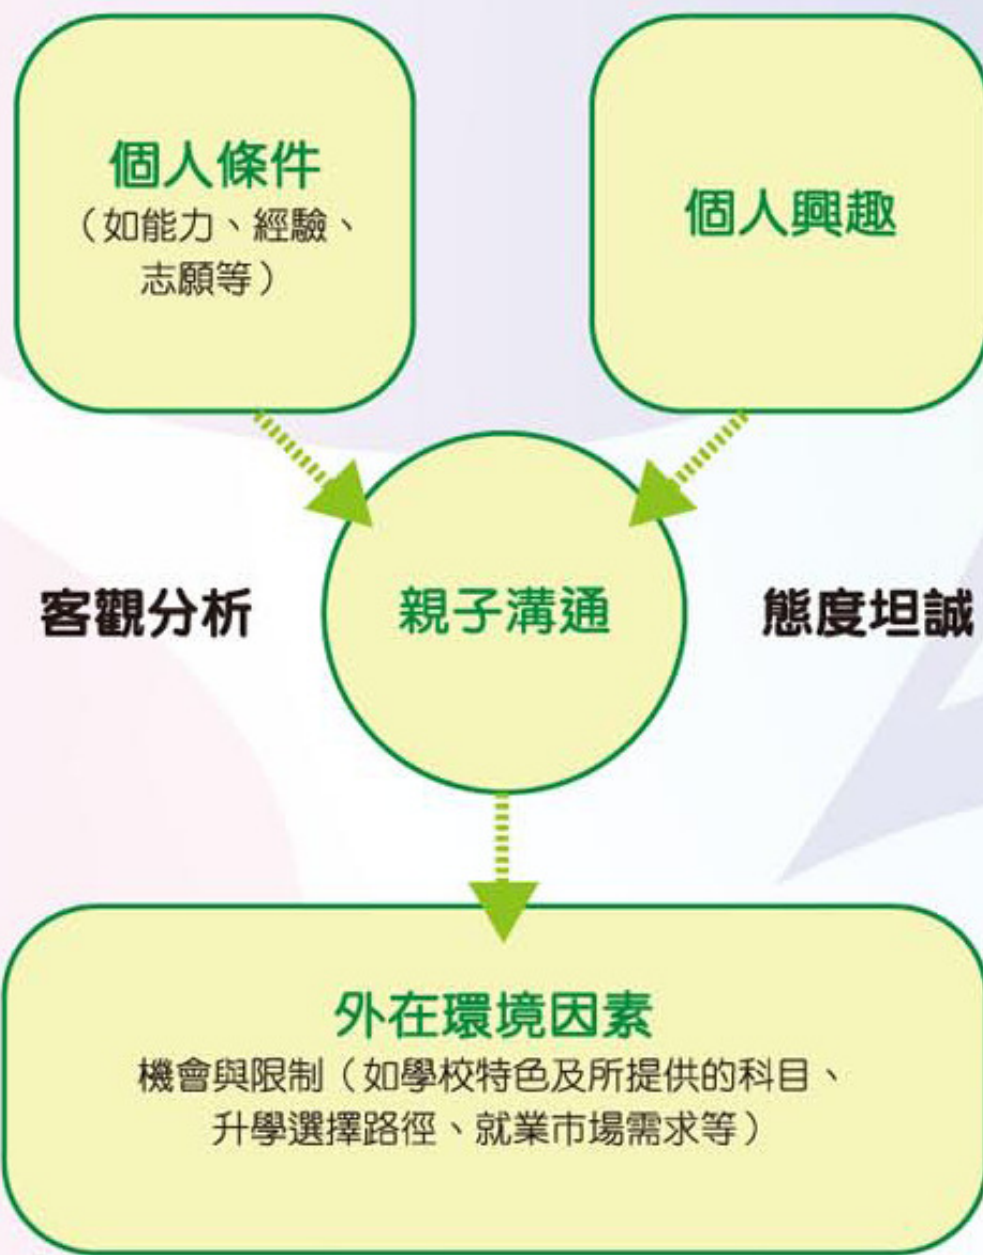 個人條件
（如能力、經驗、
志願等）
個人興趣
客觀分析
親子溝通
態度坦誠
外在環境因素
機會與限制（如學校特色及所提供的科目、
升學選擇路徑、就業市場需求等）